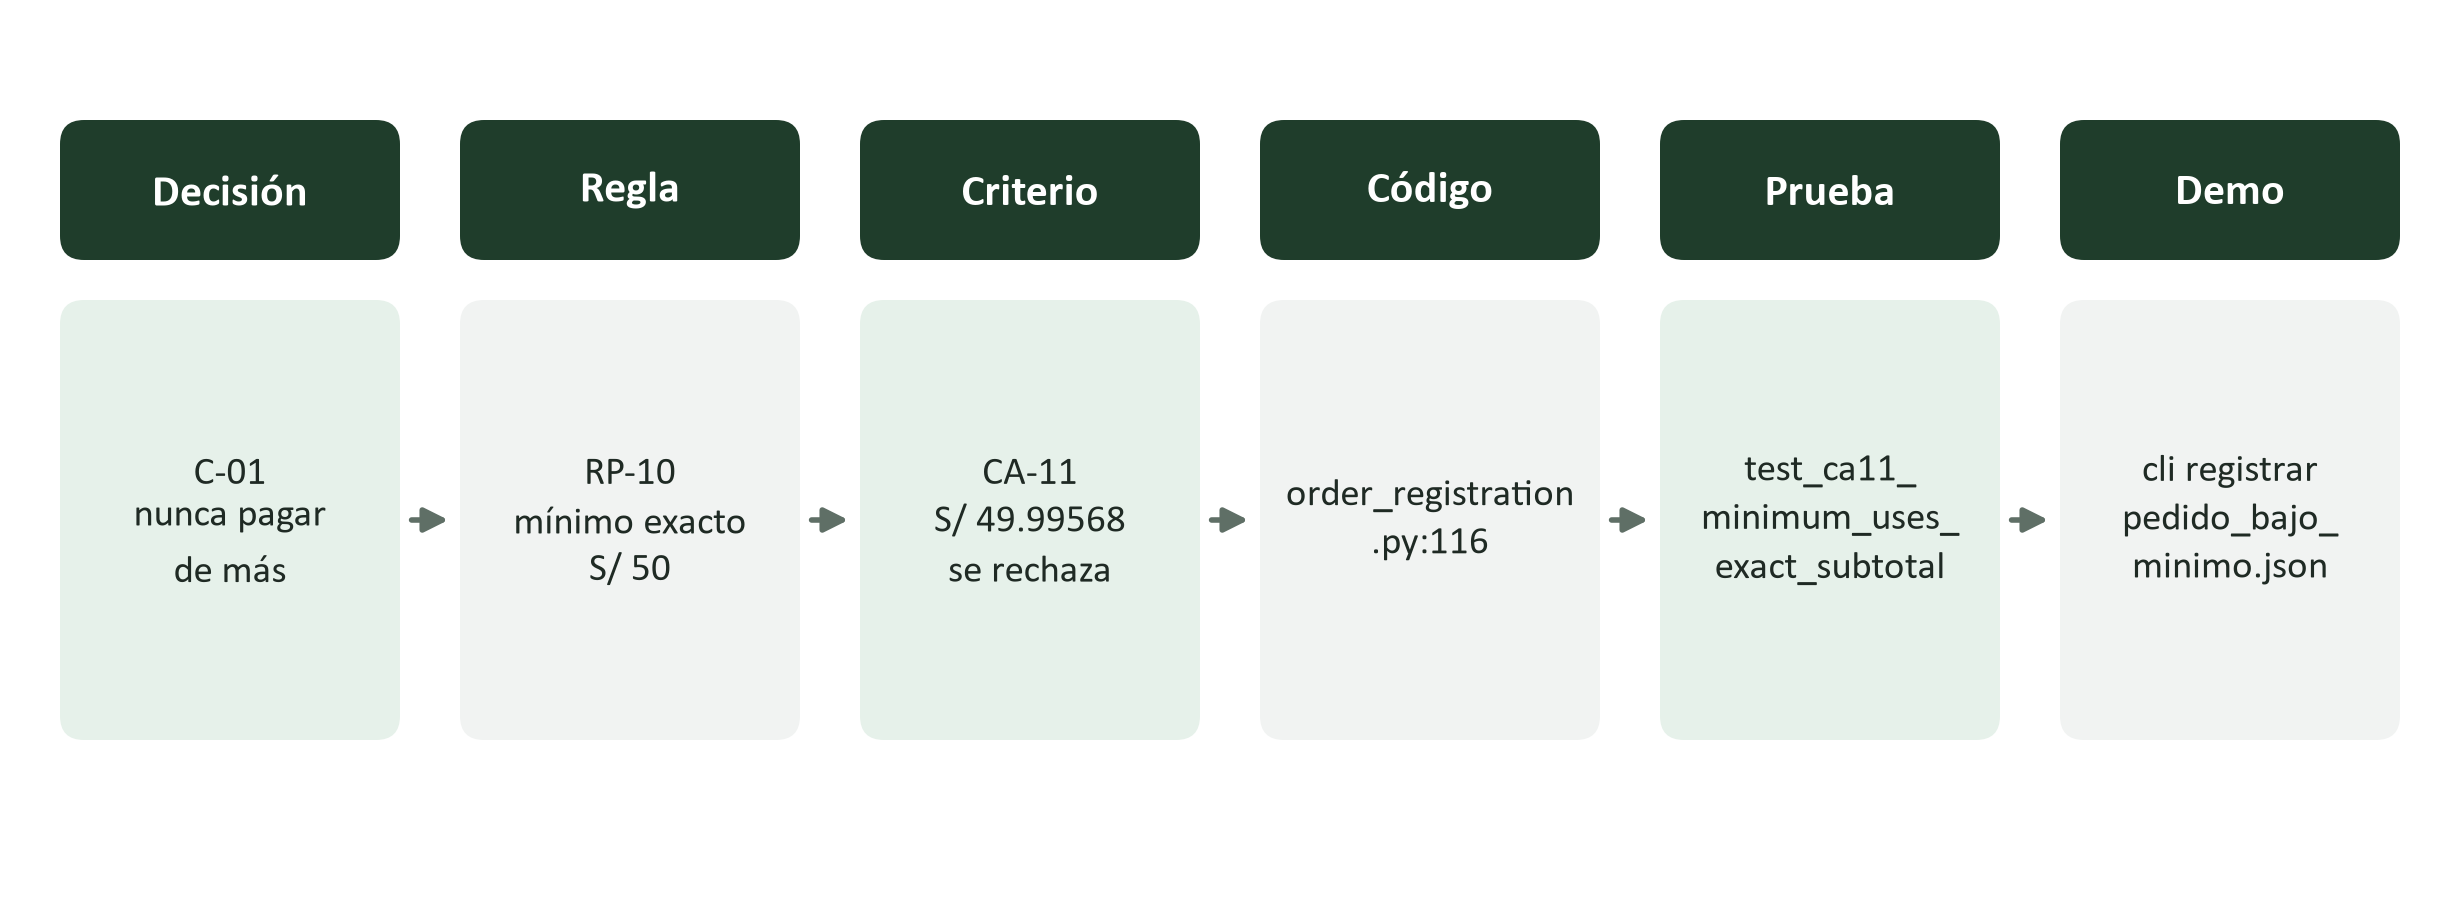 Decisión
Regla
Criterio
Código
Prueba
Demo
C-01
nunca pagar
de más
RP-10
mínimo exacto
S/ 50
CA-11
S/ 49.99568
se rechaza
order_registration
.py:116
test_ca11_
minimum_uses_
exact_subtotal
cli registrar
pedido_bajo_
minimo.json